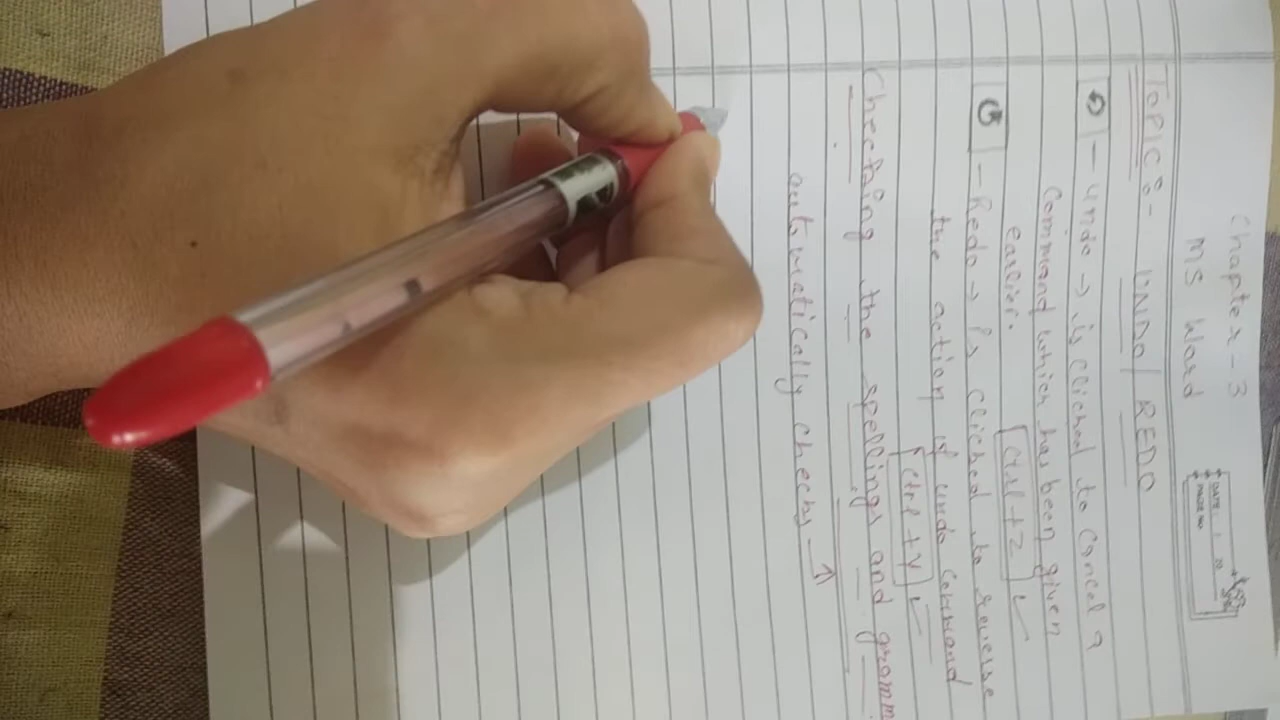 Chapter - 3
MS Word
DATE:
PAGE NO.
TOPIC:- UNDO/ REDO
- Undo → is clicked to cancel a
command which has been given
earlier. Ctrl + Z
- Redo → is clicked to reverse
the action of undo command
Ctrl + Y
Checking the spellings and gramm
automatically checks →